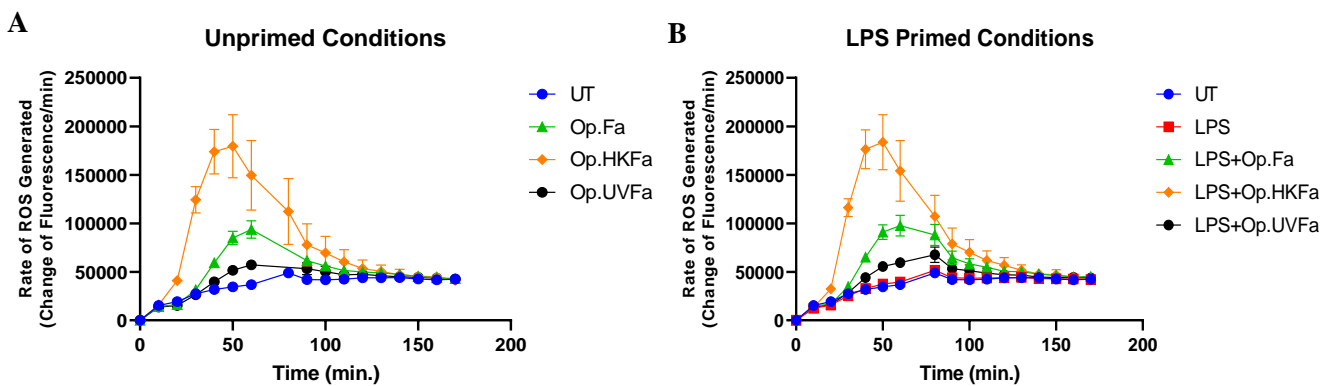 A
Unprimed Conditions
Rate of ROS Generated
(Change of Fluorescence/min)
250000
200000
150000
100000
50000
0
0
50
100
150
200
Time (min.)
UT
Op.Fa
Op.HKFa
Op.UVFa
B
LPS Primed Conditions
Rate of ROS Generated
(Change of Fluorescence/min)
250000
200000
150000
100000
50000
0
0
50
100
150
200
Time (min.)
UT
LPS
LPS+Op.Fa
LPS+Op.HKFa
LPS+Op.UVFa